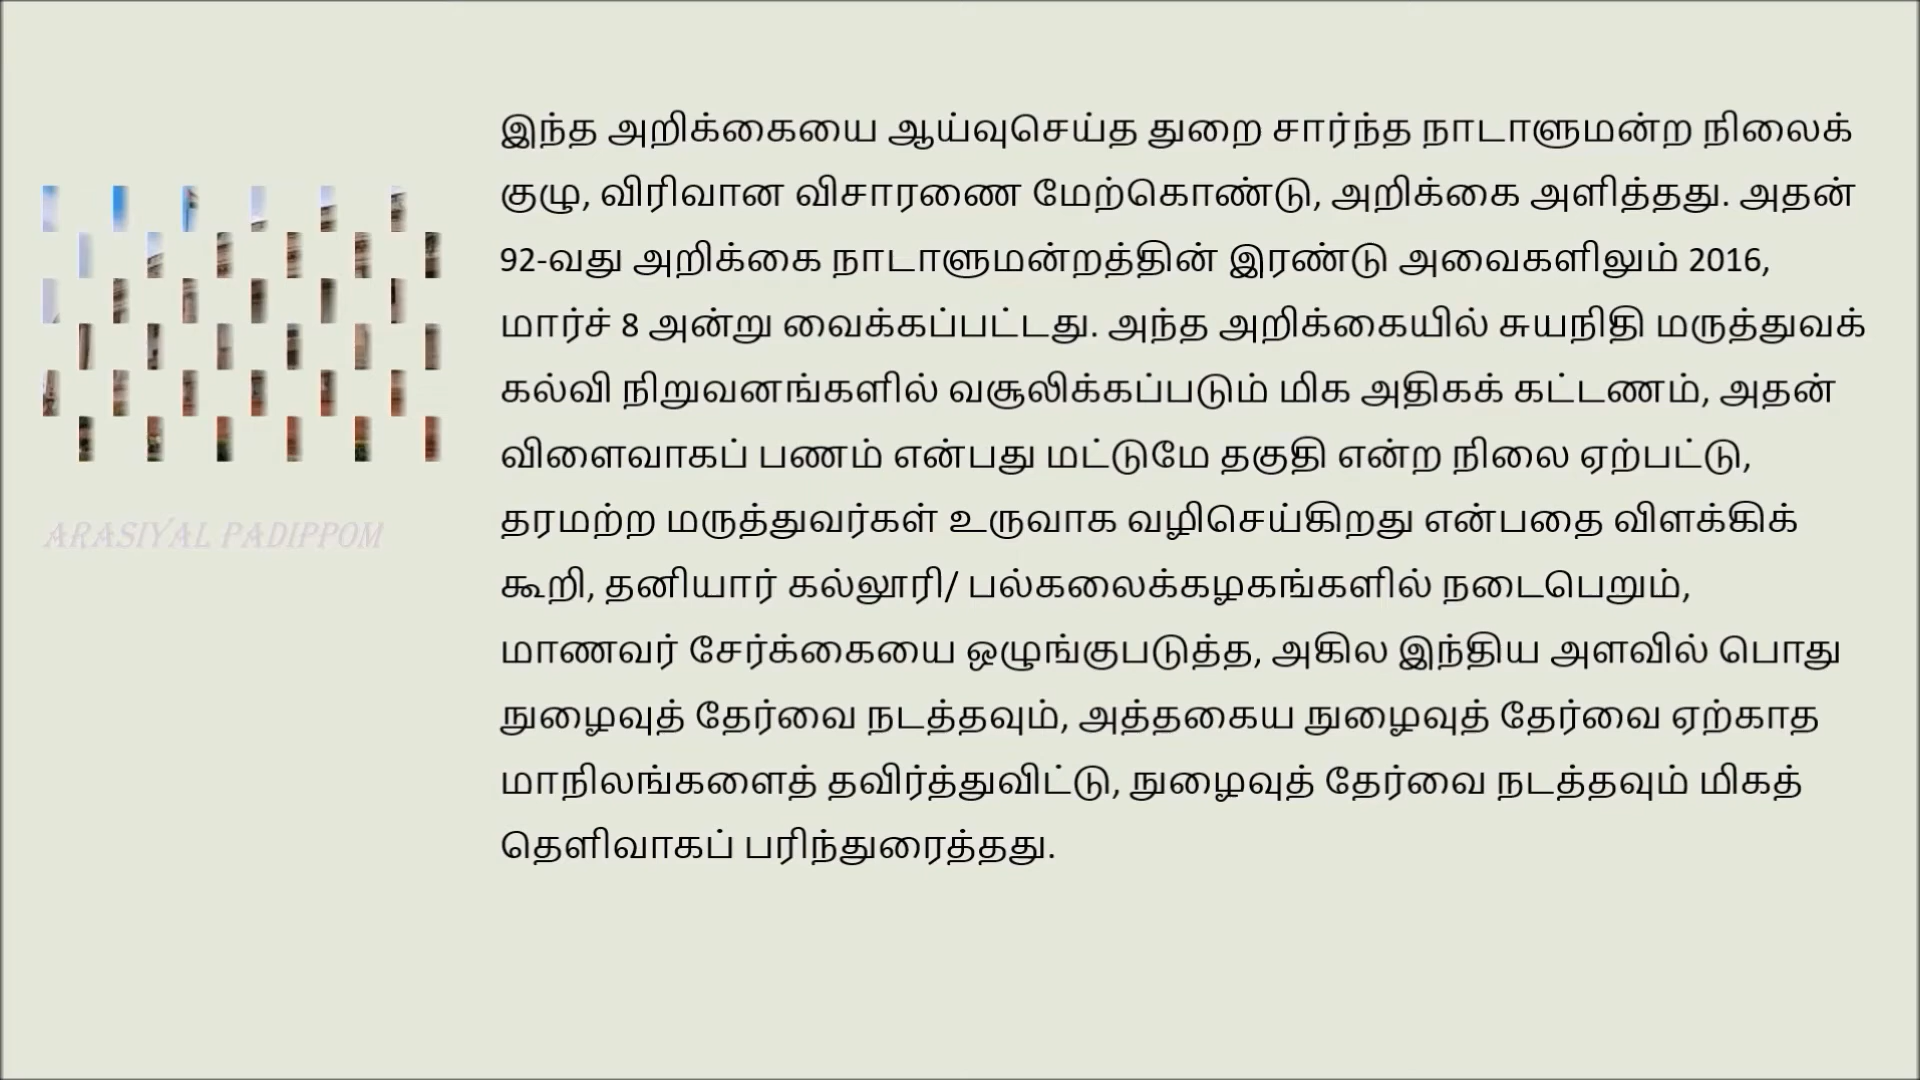 இந்த அறிக்கையை ஆய்வுசெய்த துறை சார்ந்த நாடாளுமன்ற நிலைக்
குழு, விரிவான விசாரணை மேற்கொண்டு, அறிக்கை அளித்தது. அதன்
92-வது அறிக்கை நாடாளுமன்றத்தின் இரண்டு அவைகளிலும் 2016,
மார்ச் 8 அன்று வைக்கப்பட்டது. அந்த அறிக்கையில் சுயநிதி மருத்துவக்
கல்வி நிறுவனங்களில் வசூலிக்கப்படும் மிக அதிகக் கட்டணம், அதன்
விளைவாகப் பணம் என்பது மட்டுமே தகுதி என்ற நிலை ஏற்பட்டு,
தரமற்ற மருத்துவர்கள் உருவாக வழிசெய்கிறது என்பதை விளக்கிக்
கூறி, தனியார் கல்லூரி/ பல்கலைக்கழகங்களில் நடைபெறும்,
மாணவர் சேர்க்கையை ஒழுங்குபடுத்த, அகில இந்திய அளவில் பொது
நுழைவுத் தேர்வை நடத்தவும், அத்தகைய நுழைவுத் தேர்வை ஏற்காத
மாநிலங்களைத் தவிர்த்துவிட்டு, நுழைவுத் தேர்வை நடத்தவும் மிகத்
தெளிவாகப் பரிந்துரைத்தது.
ARASIYAL PADIPPOM